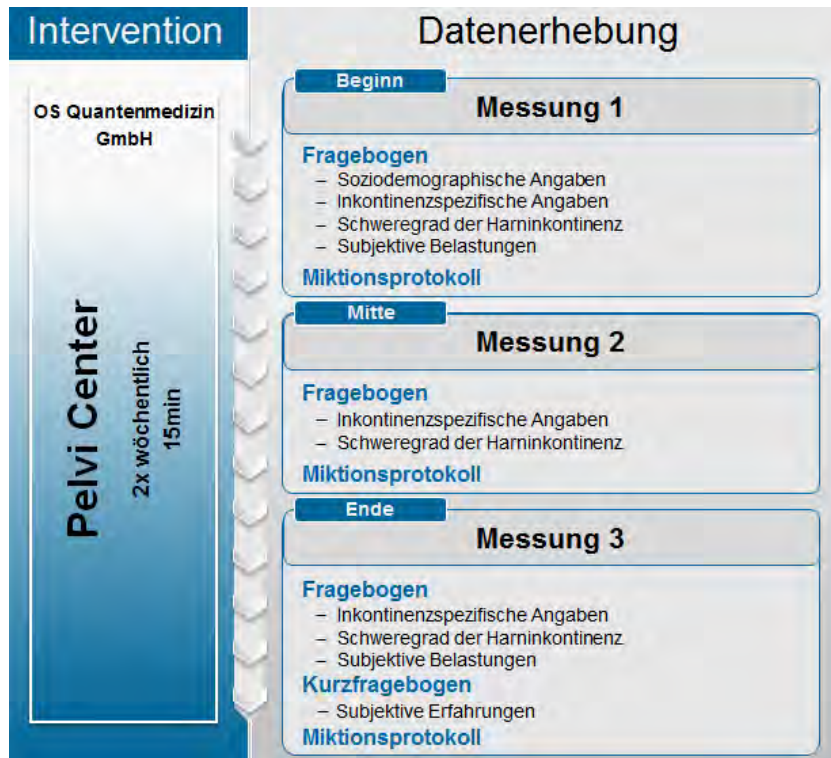 Intervention
OS Quantenmedizin
GmbH
Pelvi Center
2x wöchentlich
15min
Datenerhebung
Beginn
Messung 1
Fragebogen
– Soziodemographische Angaben
– Inkontinenzspezifische Angaben
– Schweregrad der Harninkontinenz
– Subjektive Belastungen
Miktionsprotokoll
Mitte
Messung 2
Fragebogen
– Inkontinenzspezifische Angaben
– Schweregrad der Harninkontinenz
Miktionsprotokoll
Ende
Messung 3
Fragebogen
– Inkontinenzspezifische Angaben
– Schweregrad der Harninkontinenz
– Subjektive Belastungen
Kurzfragebogen
– Subjektive Erfahrungen
Miktionsprotokoll